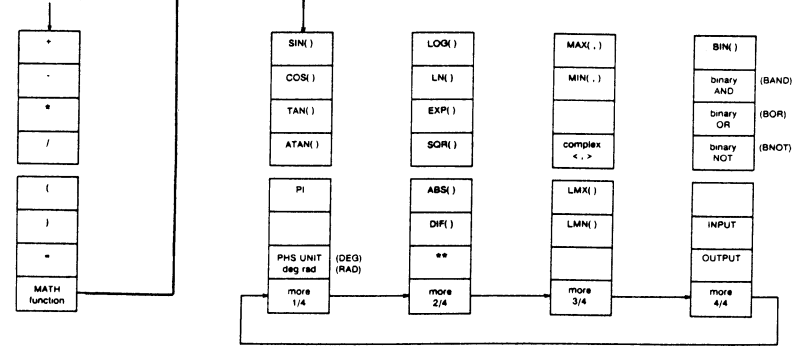 +
-
*
/
(
)
=
MATH
function
SIN( )
COS( )
TAN( )
ATAN( )
PI
PHS UNIT
deg rad
(DEG)
(RAD)
more
1/4
LOG( )
LN( )
EXP( )
SQR( )
ABS( )
DIF( )
**
more
2/4
MAX( , )
MIN( , )
complex
< , >
LMX( )
LMN( )
more
3/4
BIN( )
binary
AND
(BAND)
binary
OR
(BOR)
binary
NOT
(BNOT)
INPUT
OUTPUT
more
4/4